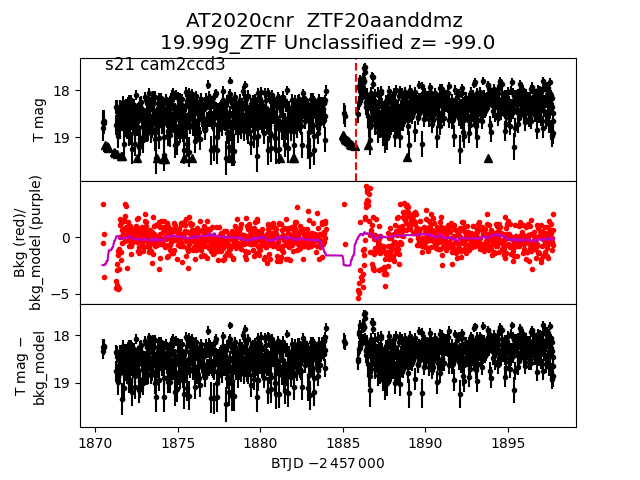 AT2020cnr  ZTF20aanddmz
19.99g_ZTF Unclassified z= -99.0
s21 cam2ccd3
18
19
T mag
0
−5
Bkg (red)/
bkg_model (purple)
18
19
T mag −
bkg_model
1870 1875 1880 1885 1890 1895
BTJD −2 457 000